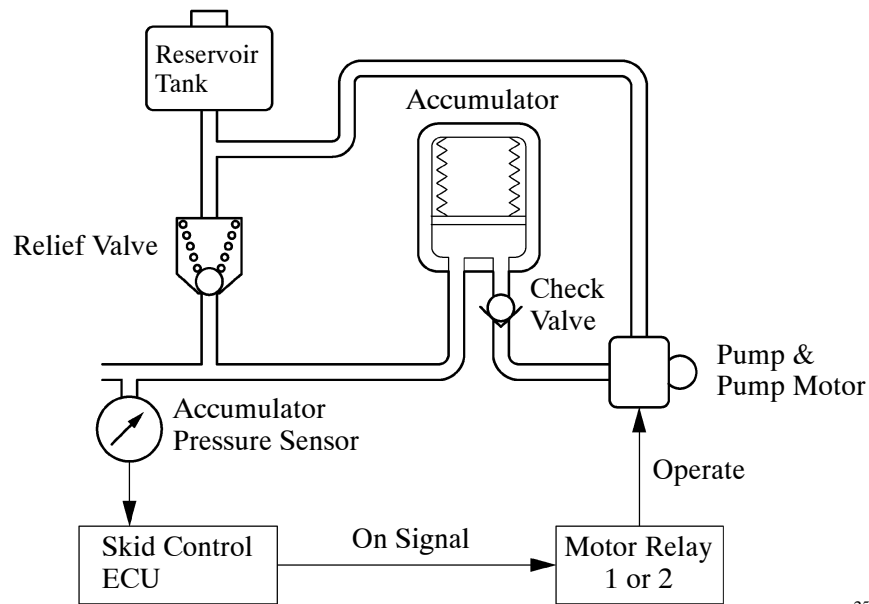 Reservoir
Tank
Accumulator
Relief Valve
Check
Valve
Pump &
Pump Motor
Accumulator
Pressure Sensor
Operate
Skid Control
ECU
On Signal
Motor Relay
1 or 2